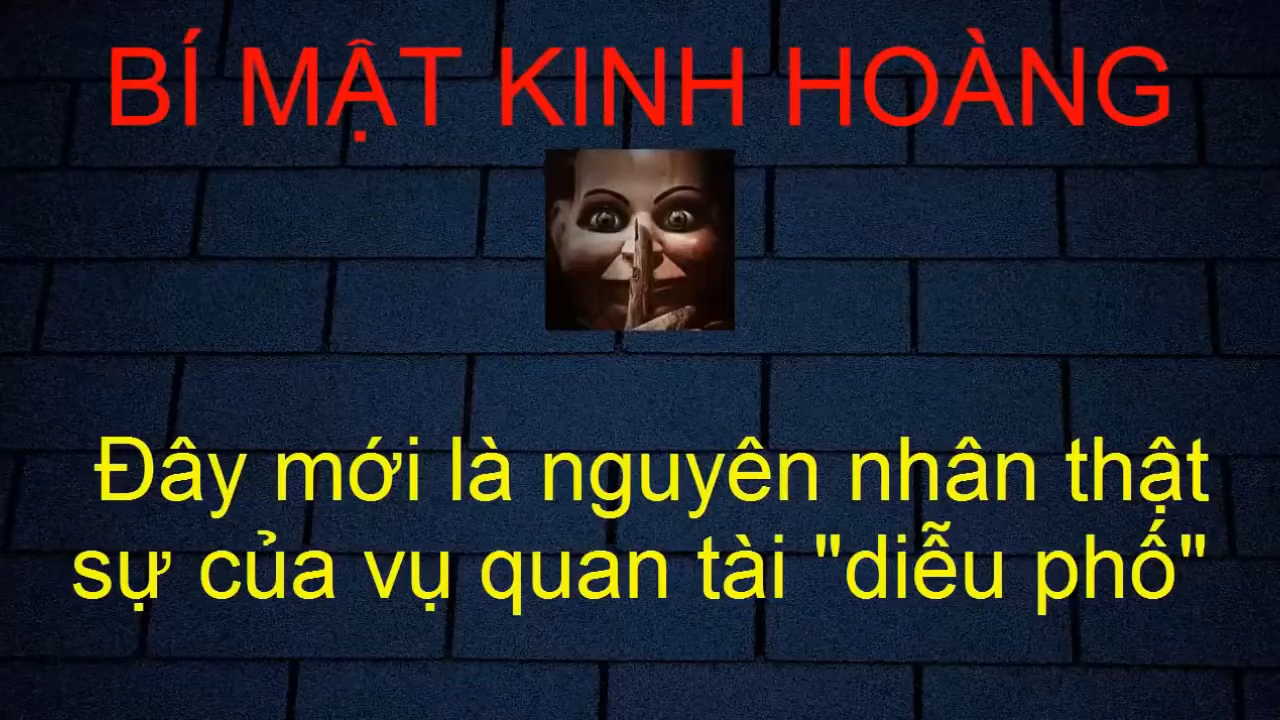 BÍ MẬT KINH HOÀNG
Đây mới là nguyên nhân thật
sự của vụ quan tài "diễu phố"